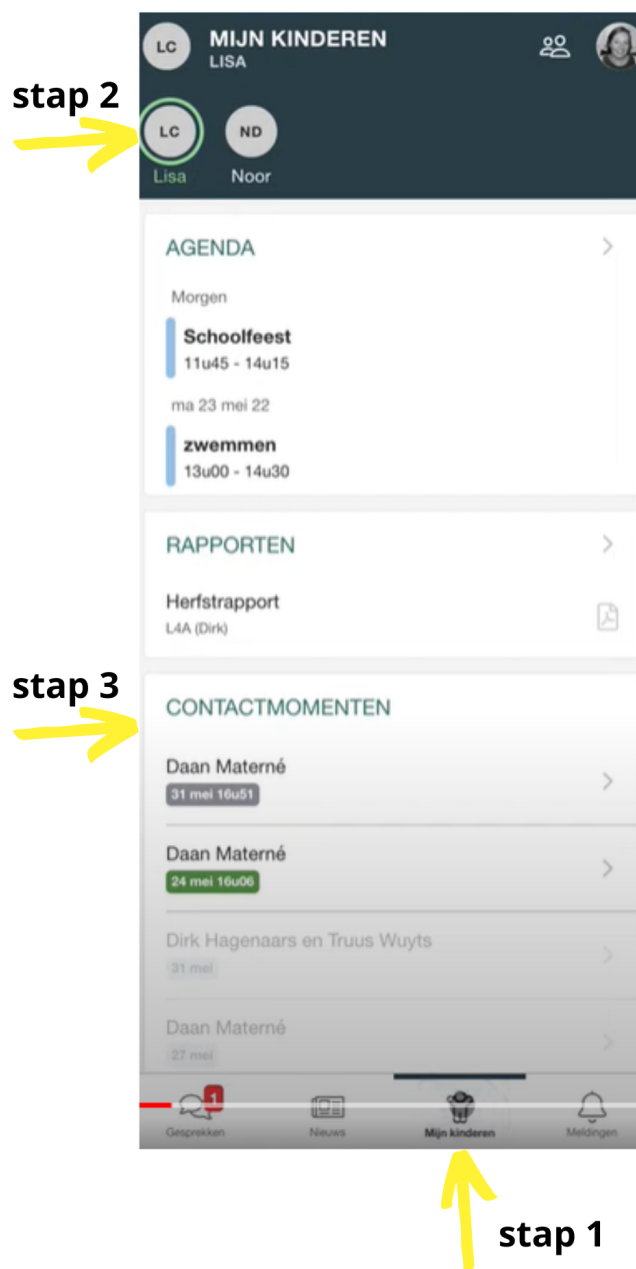 LC
MIJN KINDEREN
LISA
stap 2
LC
ND
Lisa
Noor
AGENDA
Morgen
Schoolfeest
11u45 - 14u15
ma 23 mei 22
zwemmen
13u00 - 14u30
RAPPORTEN
Herfstrapport
L4A (Dirk)
stap 3
CONTACTMOMENTEN
Daan Materné
31 mei 16u51
Daan Materné
24 mei 16u06
Dirk Hagenaars en Truus Wuyts
31 mei
Daan Materné
27 mei
1
Gesprekken
Nieuws
Mijn kinderen
Meldingen
stap 1